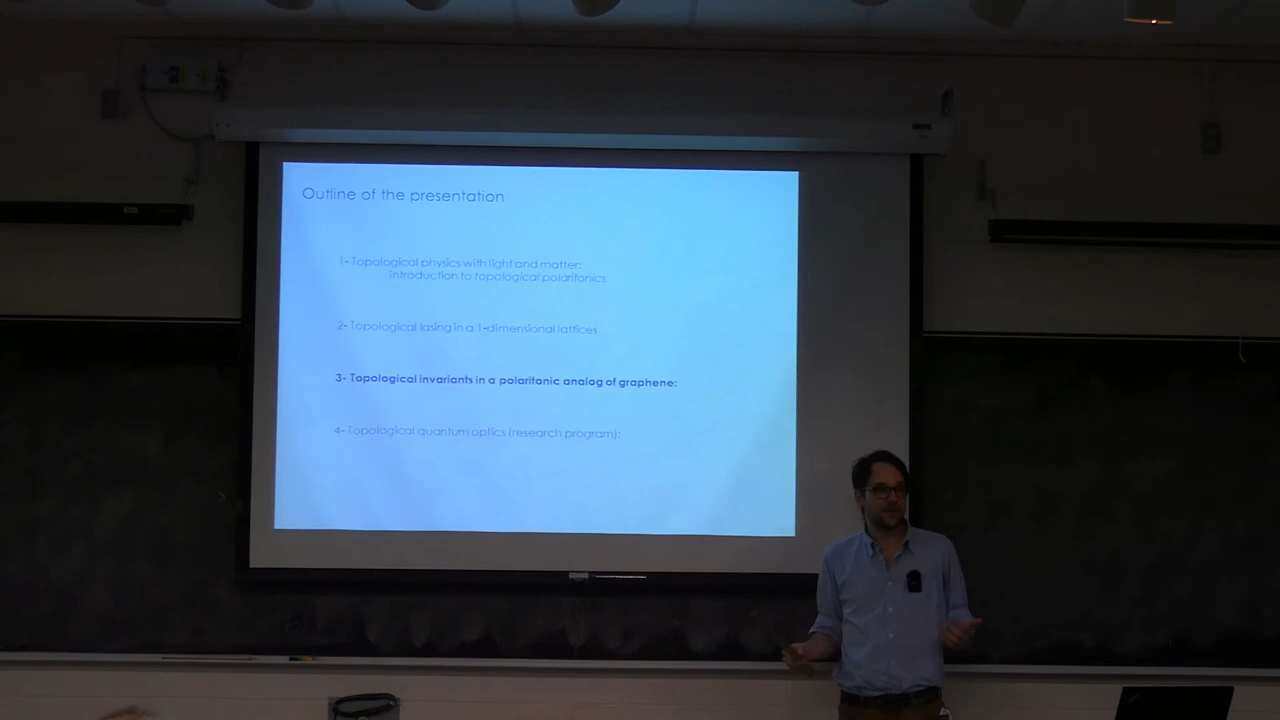 Outline of the presentation
1- Topological physics with light and matter:
introduction to topological polaritonics
2- Topological lasing in a 1-dimensional lattices
3- Topological invariants in a polaritonic analog of graphene:
4- Topological quantum optics (research program):